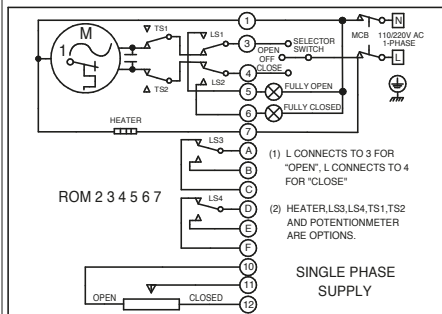 M
1
TS1
TS2
LS1
LS2
1
3
4
5
6
7
SELECTOR
SWITCH
OPEN
OFF
CLOSE
FULLY OPEN
FULLY CLOSED
MCB
110/220V AC
1-PHASE
N
L
HEATER
LS3
A
B
C
LS4
D
E
F
ROM 2 3 4 5 6 7
(1) L CONNECTS TO 3 FOR
"OPEN", L CONNECTS TO 4
FOR "CLOSE"
(2) HEATER,LS3,LS4,TS1,TS2
AND POTENTIONMETER
ARE OPTIONS.
10
11
12
OPEN
CLOSED
SINGLE PHASE
SUPPLY